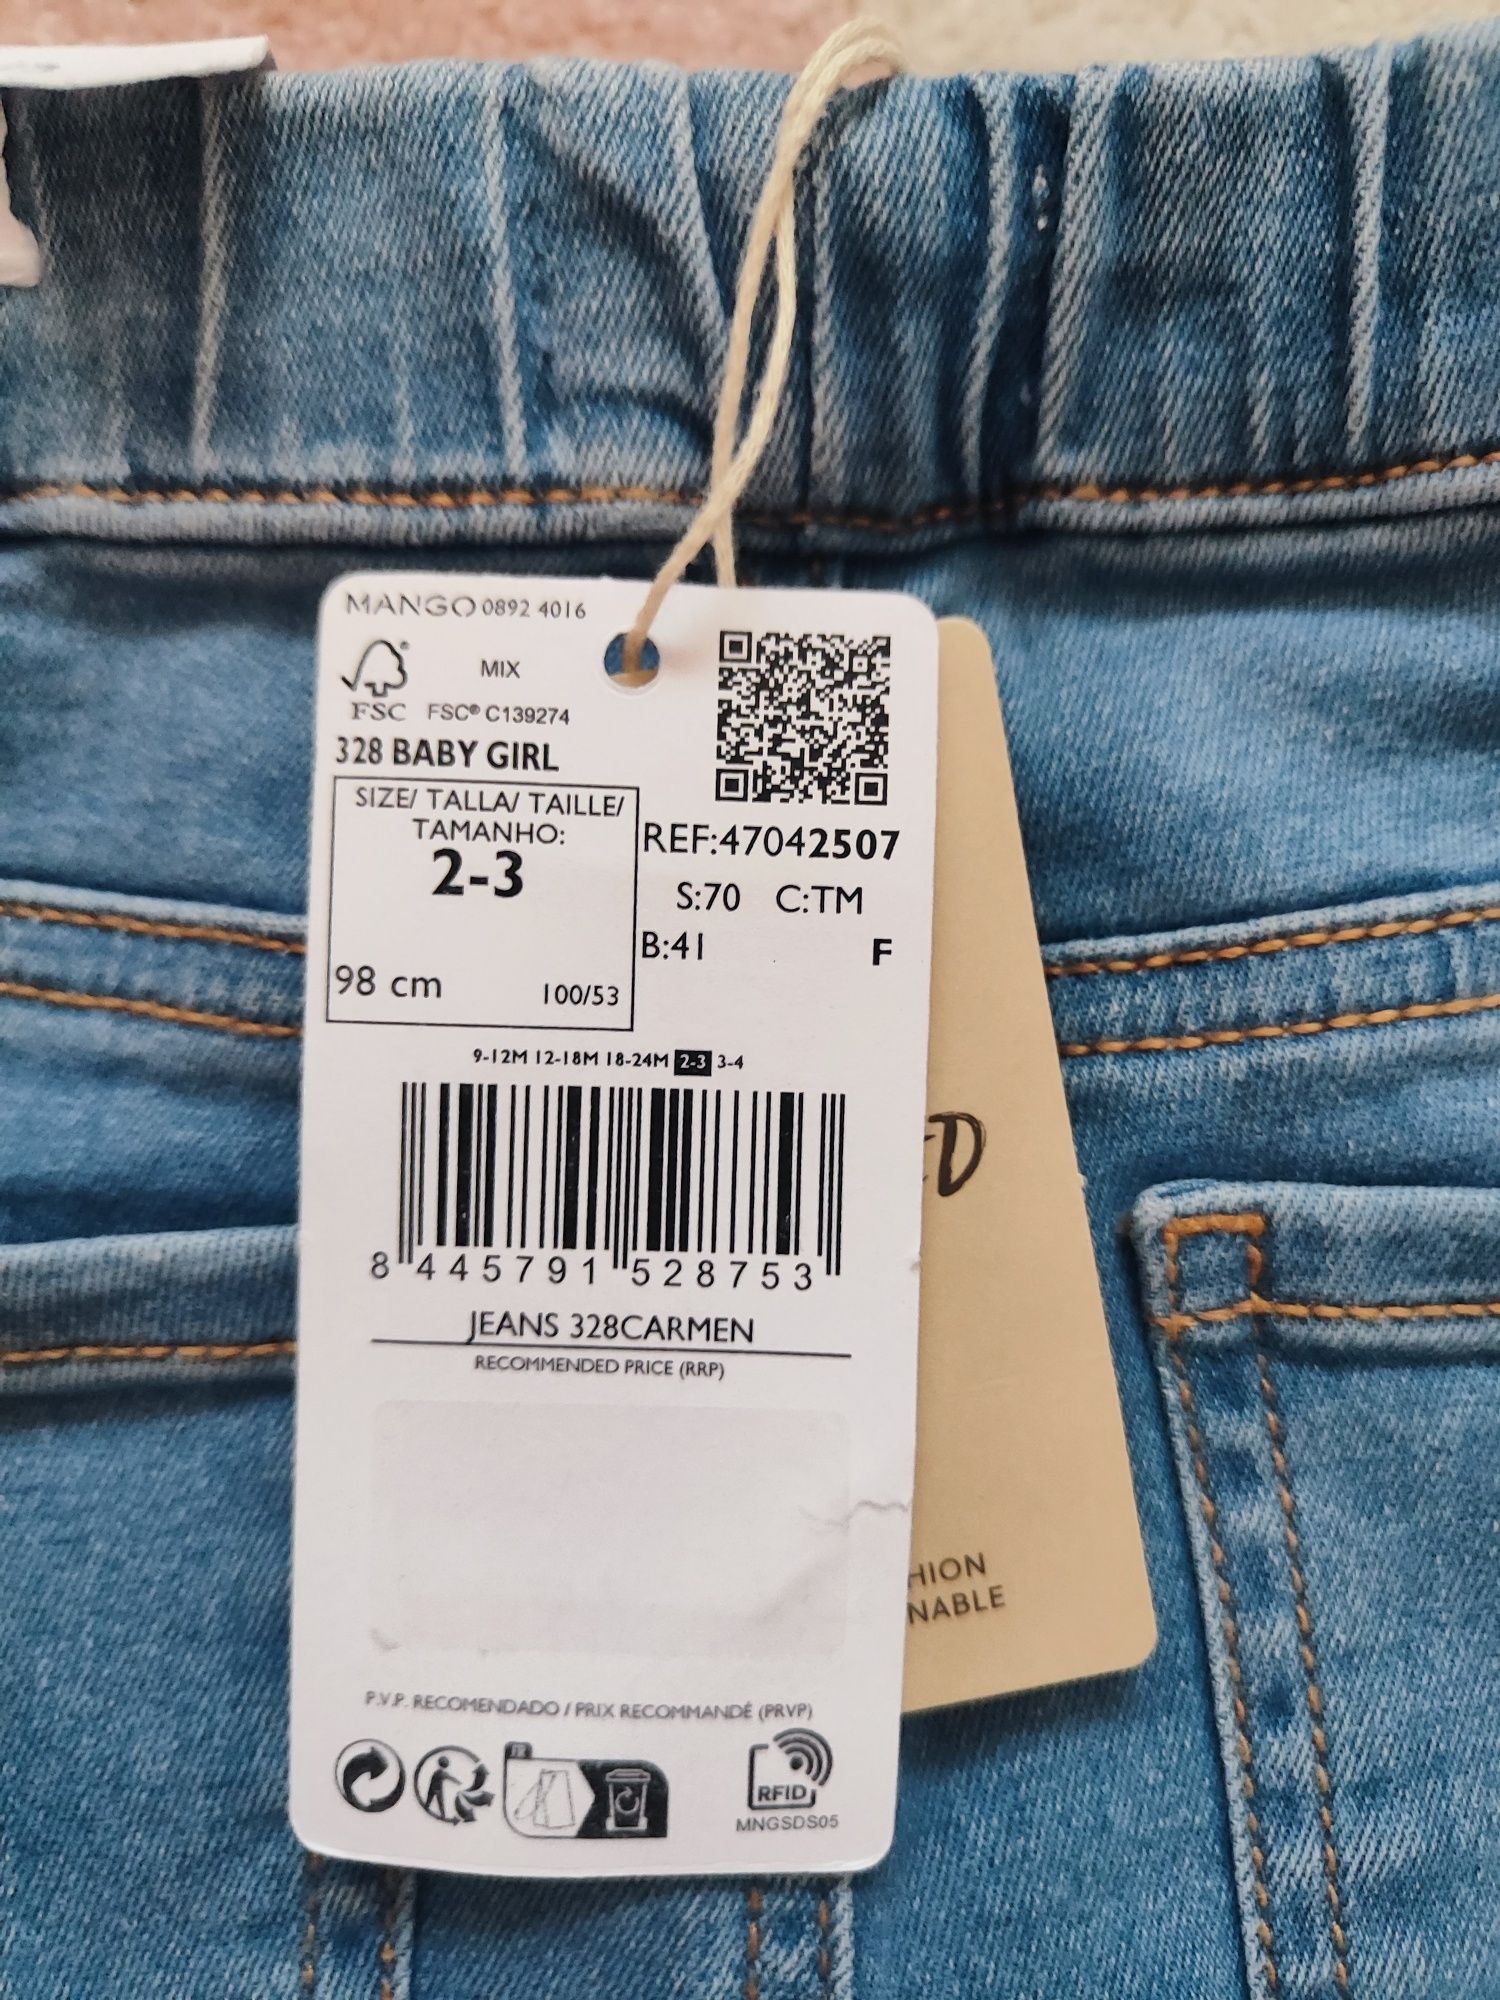 MANGO 0892 4016
MIX
FSC FSC® C139274
328 BABY GIRL
SIZE/ TALLA/ TAILLE/
TAMANHO:
2-3
98 cm 100/53
REF:47042507
S:70 C:TM
B:41 F
9-12M 12-18M 18-24M 2-3 3-4
8 445791 528753
JEANS 328CARMEN
RECOMMENDED PRICE (RRP)
P.V.P. RECOMENDADO / PRIX RECOMMANDÉ (PRVP)
FR
RFID
MNGSDS05
D
HION
NABLE